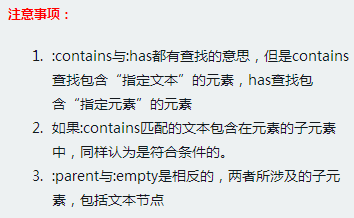 注意事项：
1. :contains与:has都有查找的意思，但是contains
查找包含“指定文本”的元素，has查找包
含“指定元素”的元素
2. 如果:contains匹配的文本包含在元素的子元素
中，同样认为是符合条件的。
3. :parent与:empty是相反的，两者所涉及的子元
素，包括文本节点